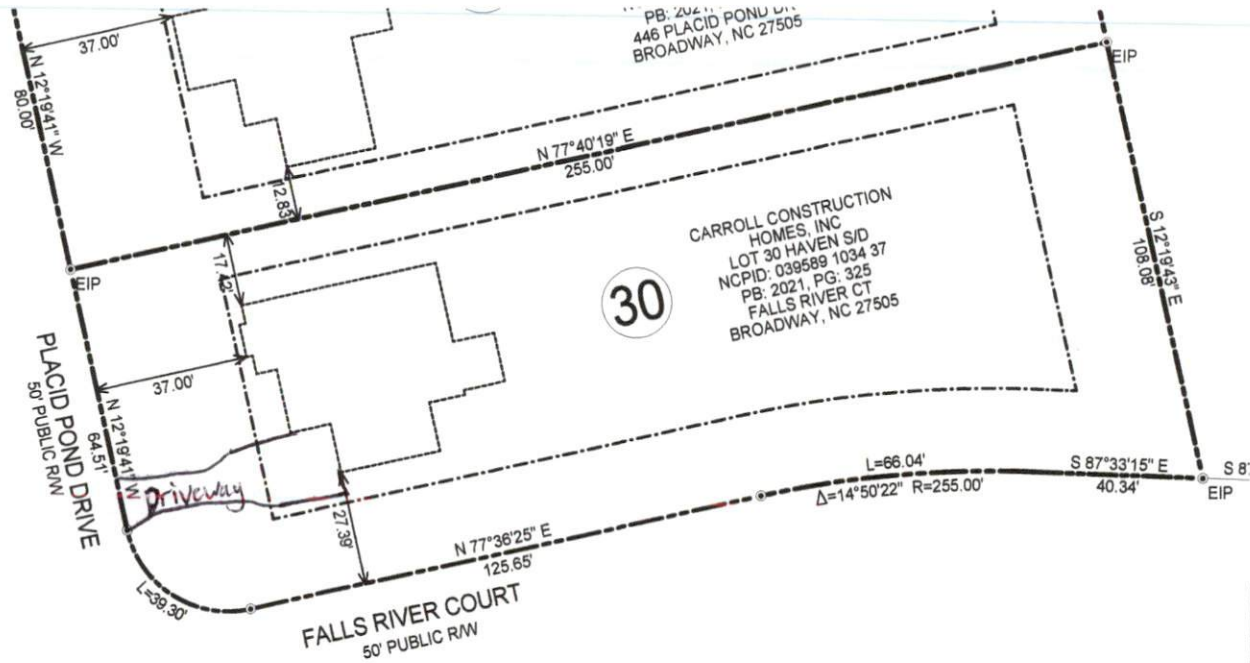 PB: 2021,
446 PLACID POND DR
BROADWAY, NC 27505
37.00'
N 12°19'41" W
80.00'
EIP
N 77°40'19" E
255.00'
12.83'
17.42'
EIP
CARROLL CONSTRUCTION
HOMES, INC
LOT 30 HAVEN S/D
NCPID: 039589 1034 37
PB: 2021, PG: 325
FALLS RIVER CT
BROADWAY, NC 27505
30
S 12°19'43" E
108.08'
37.00'
PLACID POND DRIVE
50' PUBLIC R/W
N 12°19'41" W
64.51'
Driveway
27.39'
L=39.30'
N 77°36'25" E
125.65'
FALLS RIVER COURT
50' PUBLIC R/W
L=66.04'
Δ=14°50'22" R=255.00'
S 87°33'15" E
40.34'
EIP
S 87